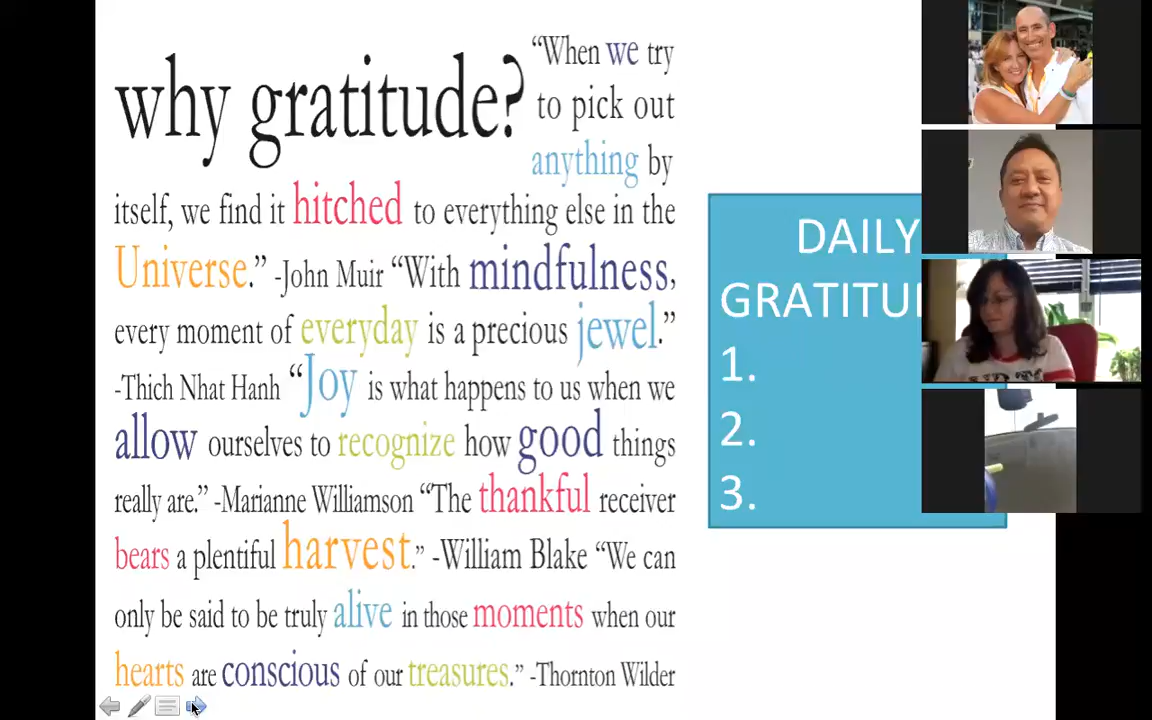 why gratitude? “When we try
to pick out
anything by
itself, we find it hitched to everything else in the
Universe.” -John Muir “With mindfulness,
every moment of everyday is a precious jewel.”
-Thich Nhat Hanh “Joy is what happens to us when we
allow ourselves to recognize how good things
really are.” -Marianne Williamson “The thankful receiver
bears a plentiful harvest.” -William Blake “We can
only be said to be truly alive in those moments when our
hearts are conscious of our treasures.” -Thornton Wilder
DAILY
GRATITU
1.
2.
3.